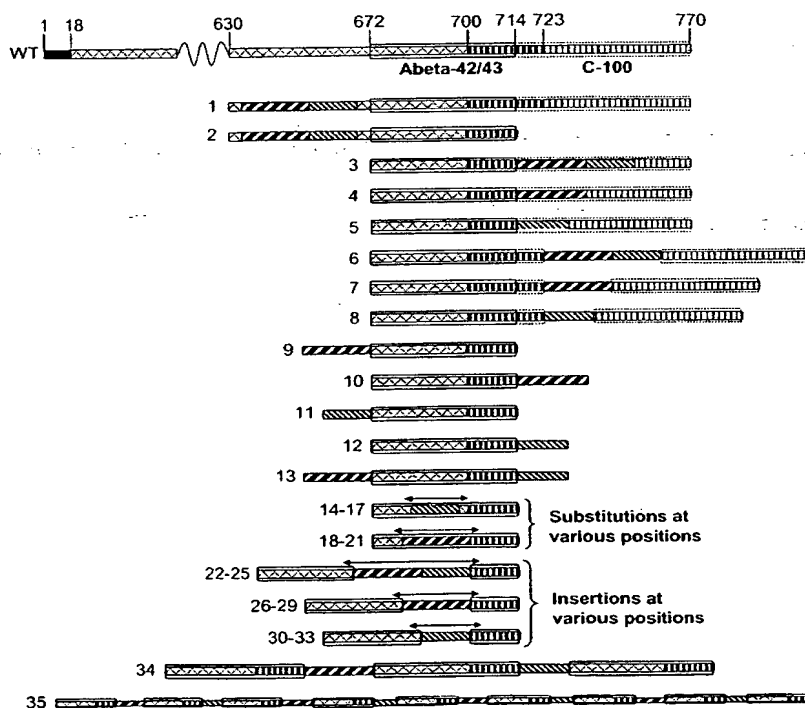 1 18 630 672 700 714 723 770
WT
Abeta-42/43 C-100
1
2
3
4
5
6
7
8
9
10
11
12
13
14-17
18-21
Substitutions at
various positions
22-25
26-29
30-33
Insertions at
various positions
34
35